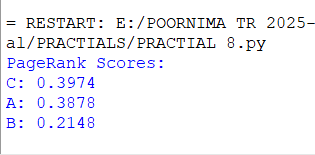 = RESTART: E:/POORNIMA TR 2025-
al/PRACTIALS/PRACTIAL 8.py
PageRank Scores:
C: 0.3974
A: 0.3878
B: 0.2148